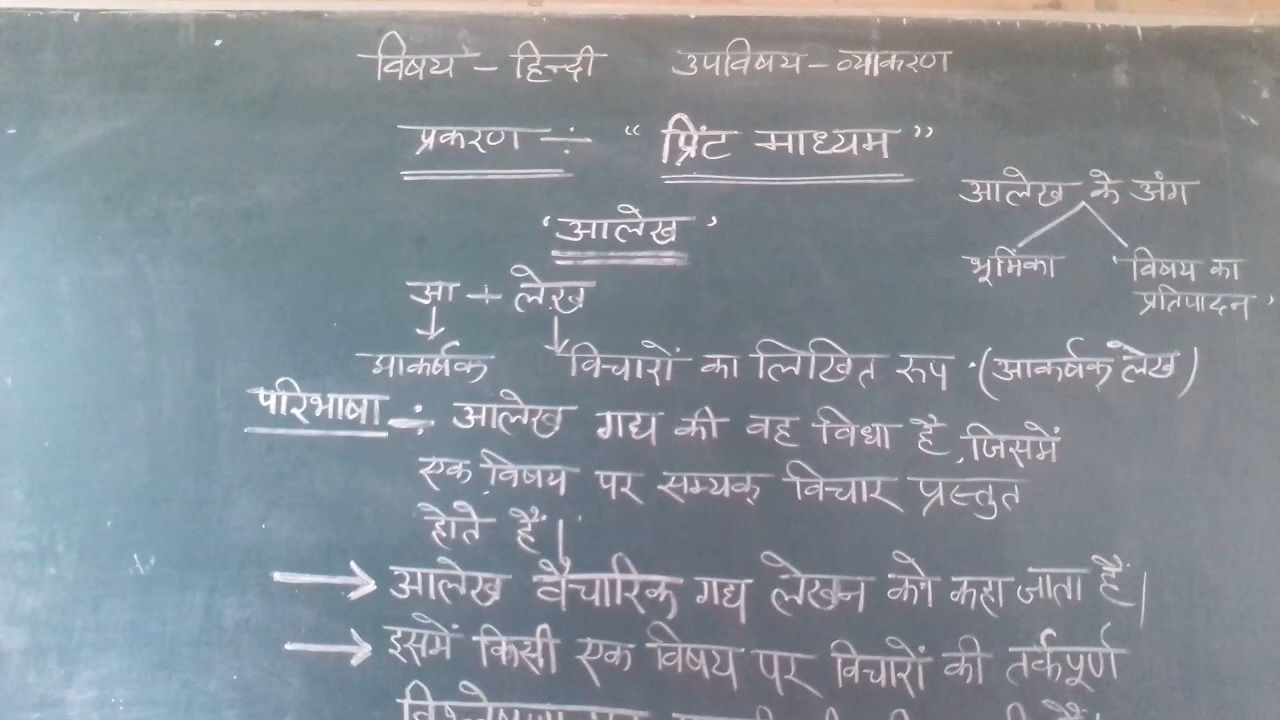 विषय - हिन्दी उपविषय - व्याकरण
प्रकरण ÷ “ प्रिंट माध्यम ”
आलेख के अंग
‘ आलेख ’
भूमिका विषय का
प्रतिपादन
आ + लेख
आकर्षक विचारों का लिखित रुप (आकर्षक लेख)
परिभाषा ÷ आलेख गद्य की वह विधा है, जिसमें
एक विषय पर सम्यक् विचार प्रस्तुत
होते हैं।
→ आलेख वैचारिक गद्य लेखन को कहा जाता है।
→ इसमें किसी एक विषय पर विचारों की तर्कपूर्ण